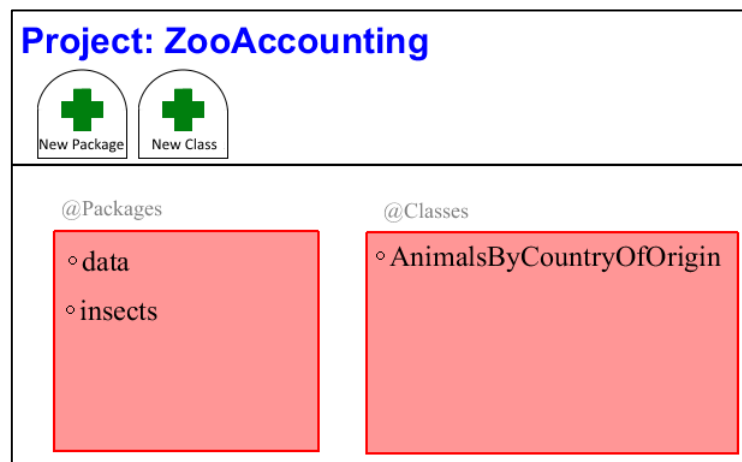 Project: ZooAccounting
New Package
New Class
@Packages
@Classes
data
insects
AnimalsByCountryOfOrigin